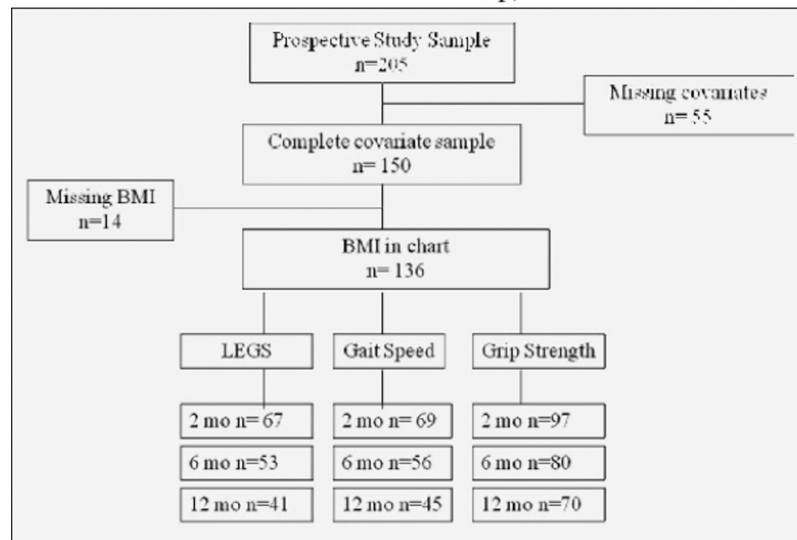 Prospective Study Sample
n=205
Missing covariates
n= 55
Complete covariate sample
n= 150
Missing BMI
n=14
BMI in chart
n= 136
LEGS
Gait Speed
Grip Strength
2 mo n= 67
2 mo n= 69
2 mo n=97
6 mo n=53
6 mo n=56
6 mo n=80
12 mo n=41
12 mo n=45
12 mo n=70